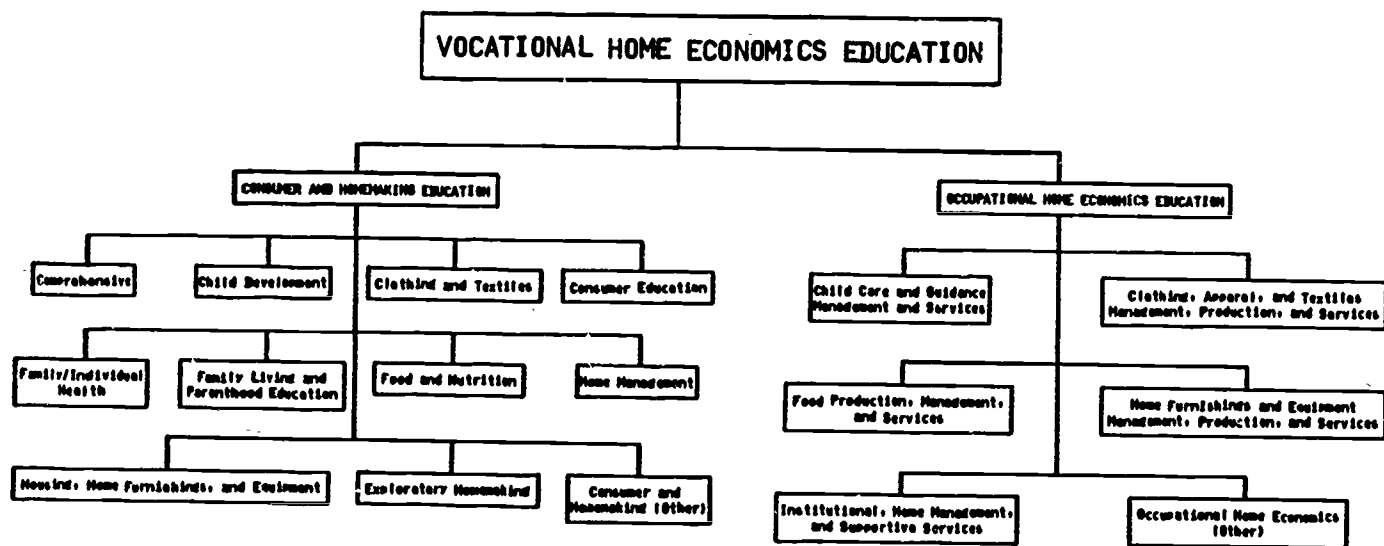 VOCATIONAL HOME ECONOMICS EDUCATION
CONSUMER AND HOMEMAKING EDUCATION
OCCUPATIONAL HOME ECONOMICS EDUCATION
Comprehensive
Child Development
Clothing and Textiles
Consumer Education
Child Care and Guidance
Management and Services
Clothing, Apparel, and Textiles
Management, Production, and Services
Family/Individual
Health
Family Living and
Parenthood Education
Food and Nutrition
Home Management
Food Production, Management,
and Services
Home Furnishings and Equipment
Management, Production, and Services
Housing, Home Furnishings, and Equipment
Exploratory Homemaking
Consumer and
Homemaking (Other)
Institutional, Home Management,
and Supportive Services
Occupational Home Economics
(Other)